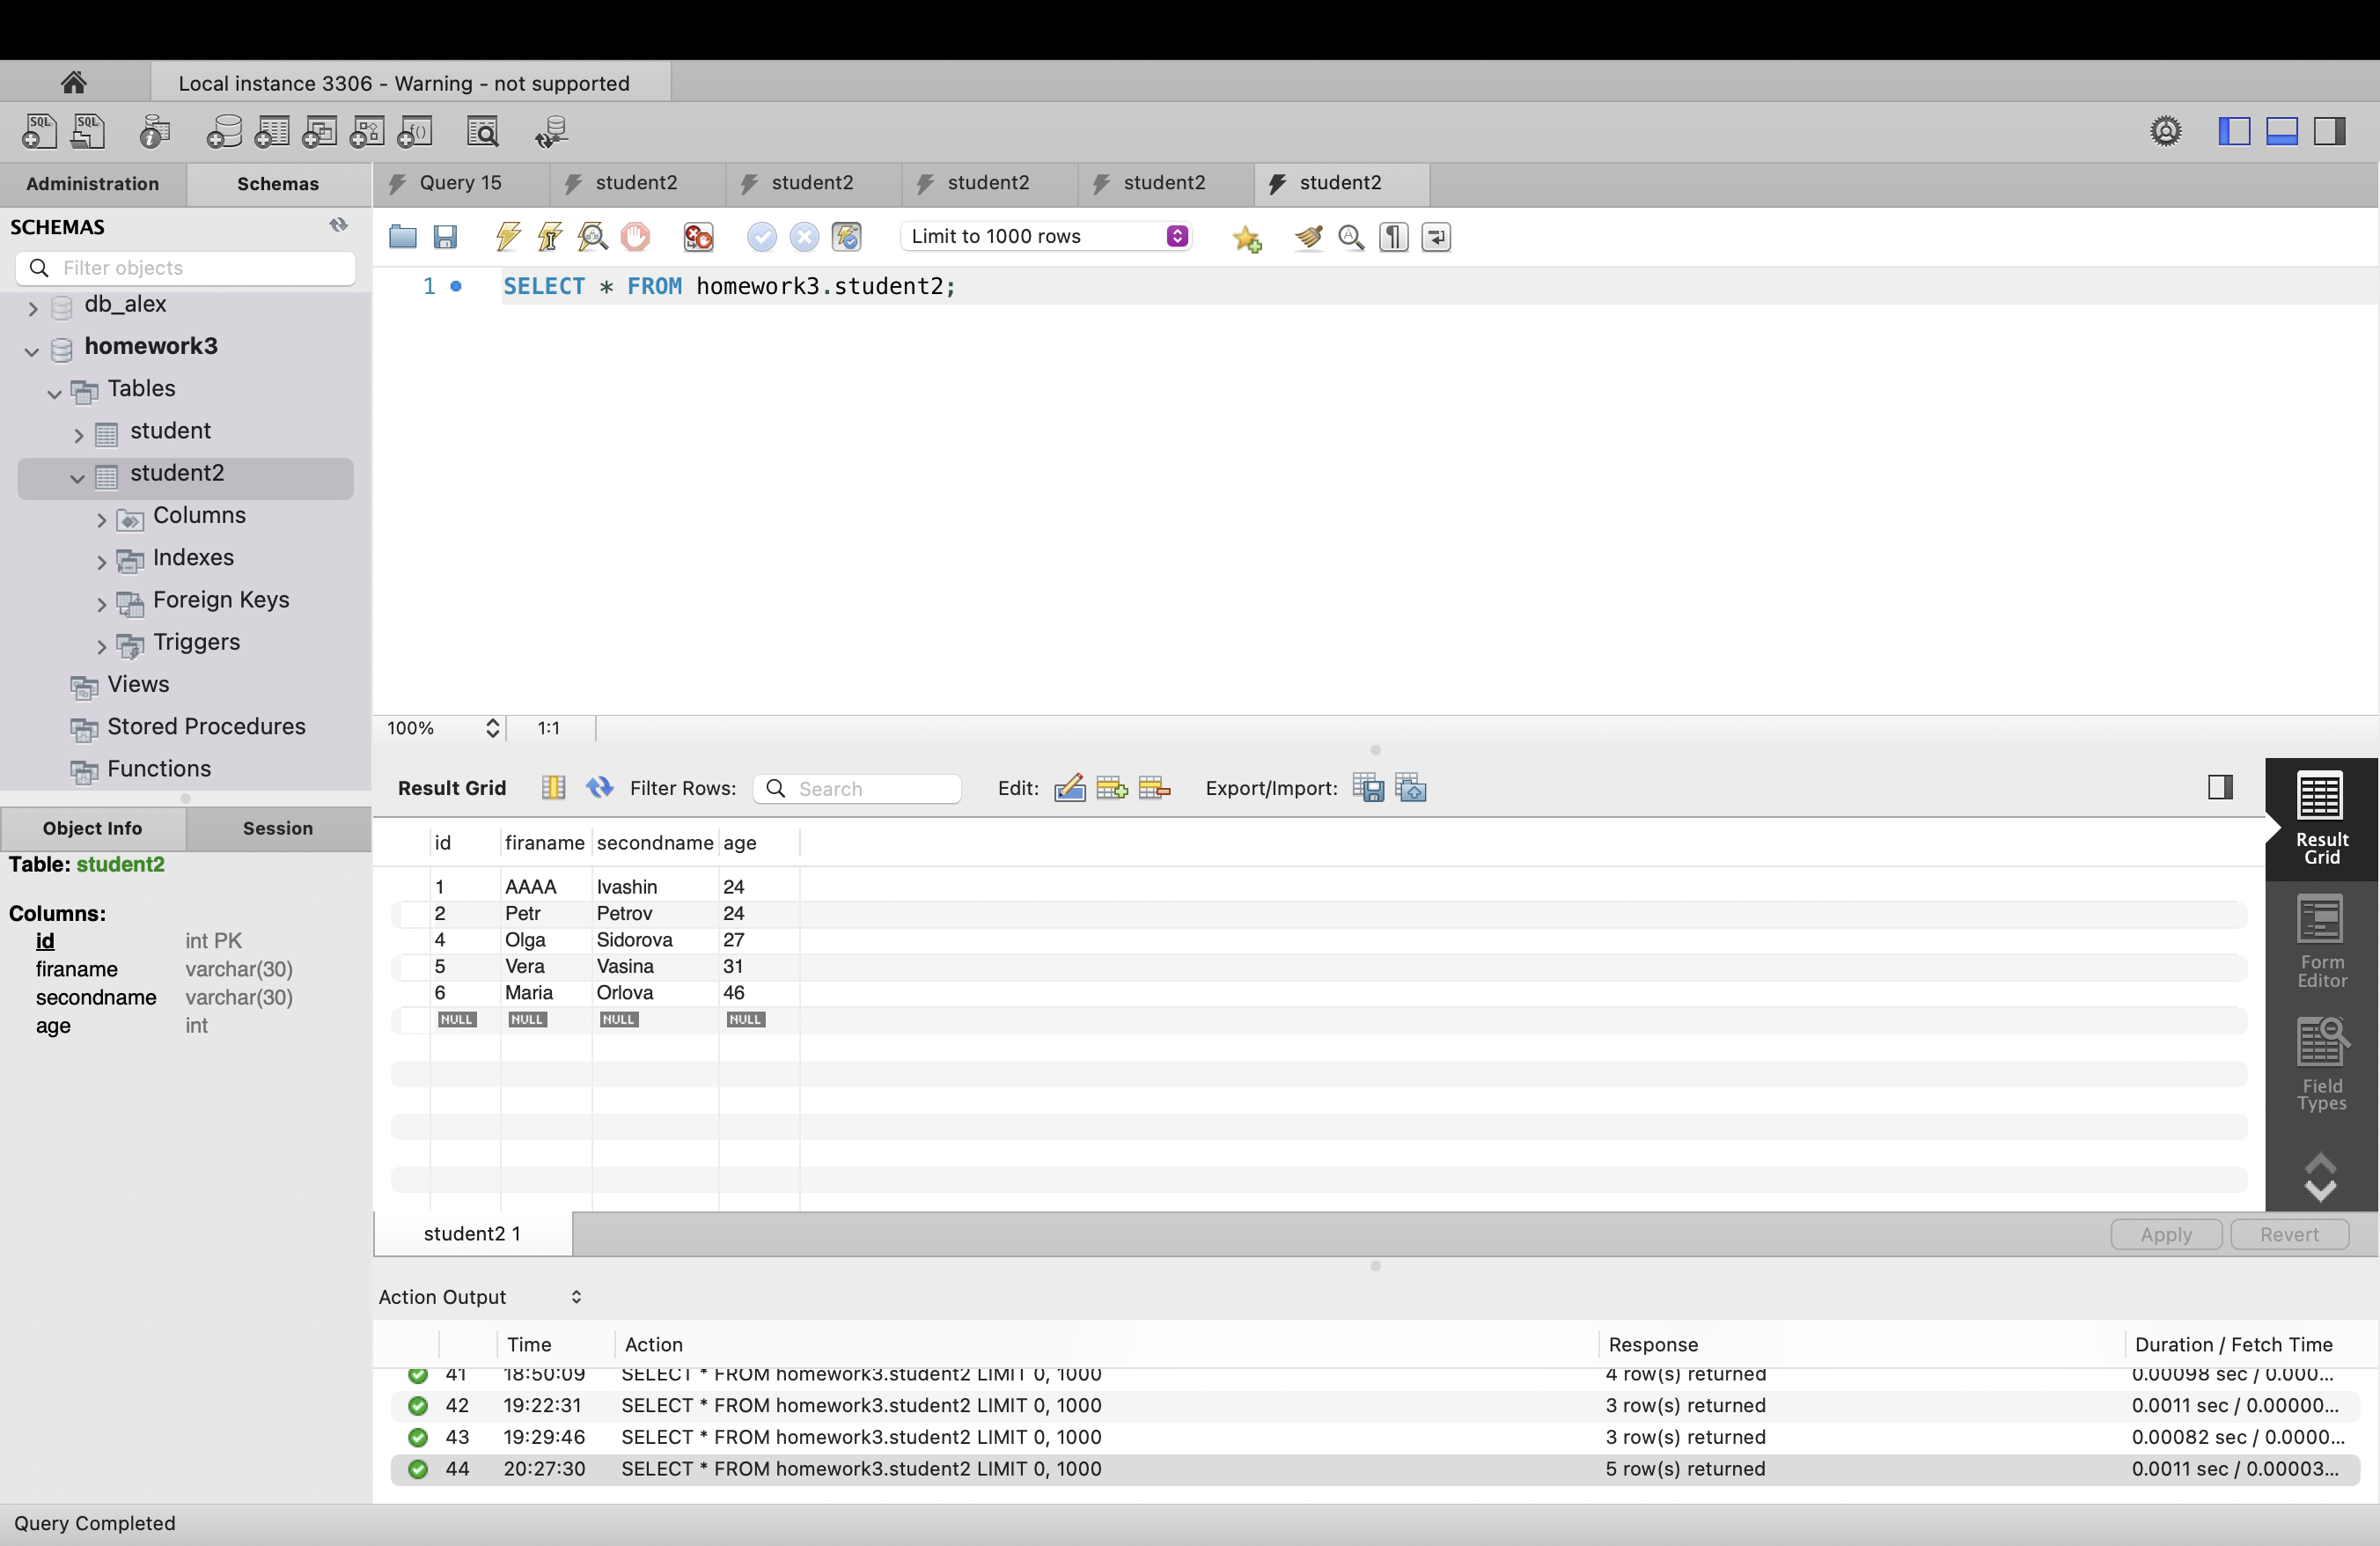 Local instance 3306 - Warning - not supported
SQL SQL
Administration Schemas
Query 15 student2 student2 student2 student2 student2
SCHEMAS
Filter objects
Limit to 1000 rows
1 SELECT * FROM homework3.student2;
db_alex
homework3
Tables
student
student2
Columns
Indexes
Foreign Keys
Triggers
Views
Stored Procedures
Functions
100% 1:1
Result Grid Filter Rows: Search Edit: Export/Import:
Result Grid
Form Editor
Field Types
id firaname secondname age
1 AAAA Ivashin 24
2 Petr Petrov 24
4 Olga Sidorova 27
5 Vera Vasina 31
6 Maria Orlova 46
NULL NULL NULL NULL
Object Info Session
Table: student2
Columns:
id int PK
firaname varchar(30)
secondname varchar(30)
age int
student2 1 Apply Revert
Action Output
Time Action Response Duration / Fetch Time
41 18:50:09 SELECT * FROM homework3.student2 LIMIT 0, 1000 4 row(s) returned 0.00098 sec / 0.000...
42 19:22:31 SELECT * FROM homework3.student2 LIMIT 0, 1000 3 row(s) returned 0.0011 sec / 0.00000...
43 19:29:46 SELECT * FROM homework3.student2 LIMIT 0, 1000 3 row(s) returned 0.00082 sec / 0.0000...
44 20:27:30 SELECT * FROM homework3.student2 LIMIT 0, 1000 5 row(s) returned 0.0011 sec / 0.00003...
Query Completed